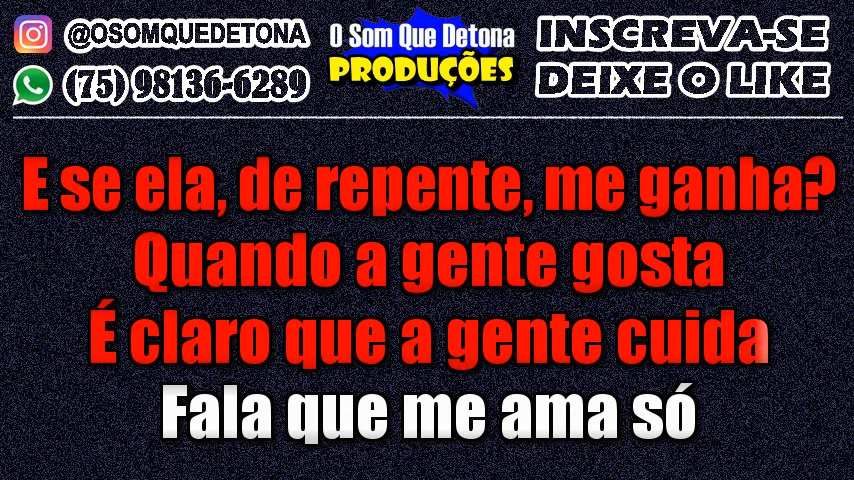 @OSOMQUEDETONA
(75) 98136-6289
O Som Que Detona
PRODUÇÕES
INSCREVA-SE
DEIXE O LIKE
E se ela, de repente, me ganha?
Quando a gente gosta
É claro que a gente cuida
Fala que me ama só